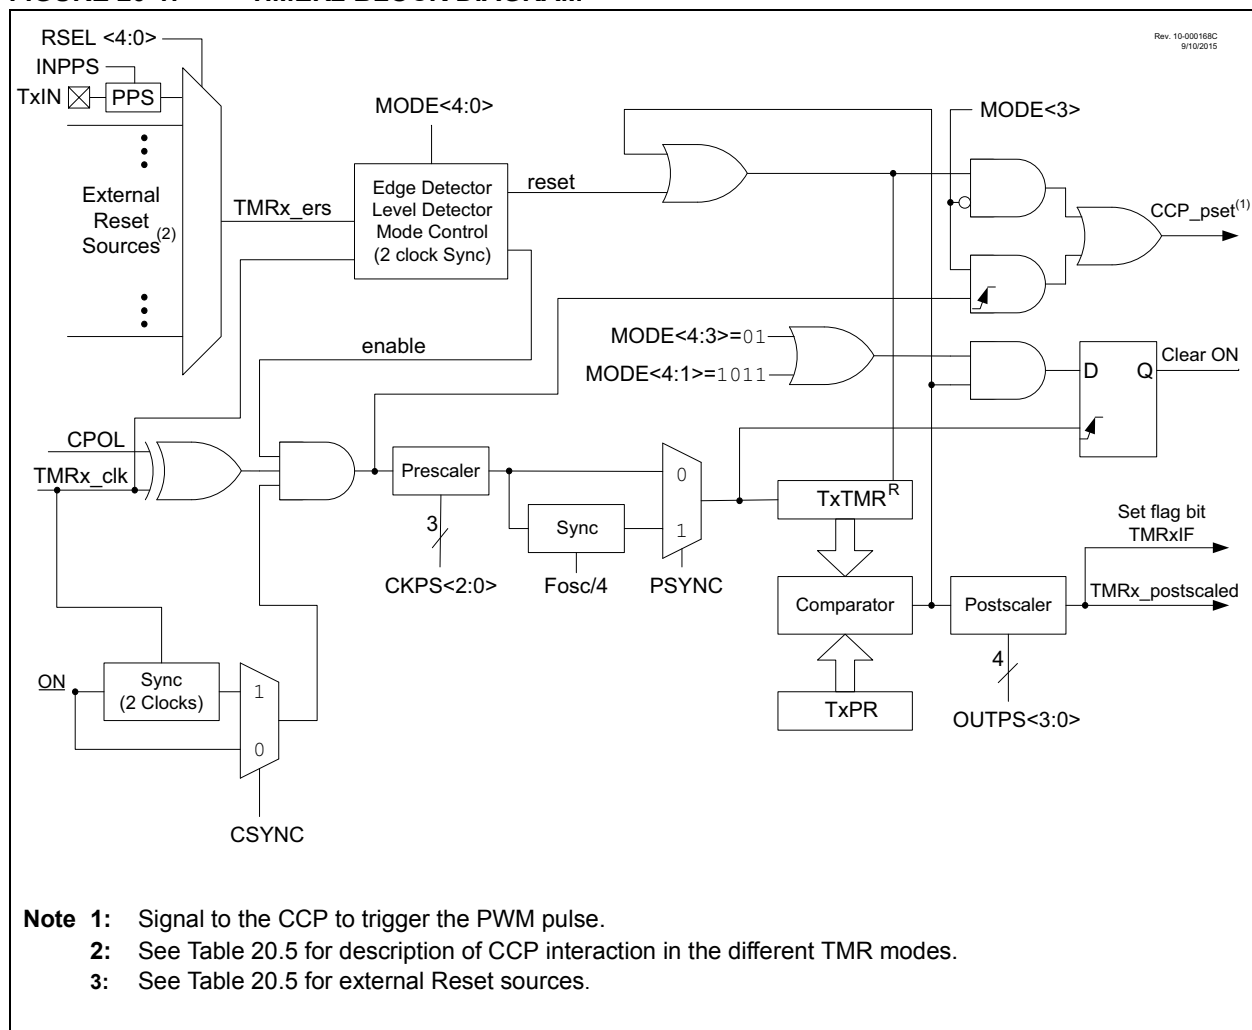 RSEL <4:0>
Rev. 10-000168C
9/10/2015
INPPS
TxIN
PPS
MODE<4:0>
MODE<3>
External
Reset
Sources(2)
TMRx_ers
Edge Detector
Level Detector
Mode Control
(2 clock Sync)
reset
CCP_pset(1)
enable
MODE<4:3>=01
MODE<4:1>=1011
D Q
Clear ON
CPOL
TMRx_clk
Prescaler
3
CKPS<2:0>
Sync
Fosc/4
0
1
PSYNC
TxTMR R
Set flag bit
TMRxIF
Comparator
Postscaler
TMRx_postscaled
4
OUTPS<3:0>
TxPR
ON
Sync
(2 Clocks)
1
0
CSYNC
Note 1: Signal to the CCP to trigger the PWM pulse.
2: See Table 20.5 for description of CCP interaction in the different TMR modes.
3: See Table 20.5 for external Reset sources.